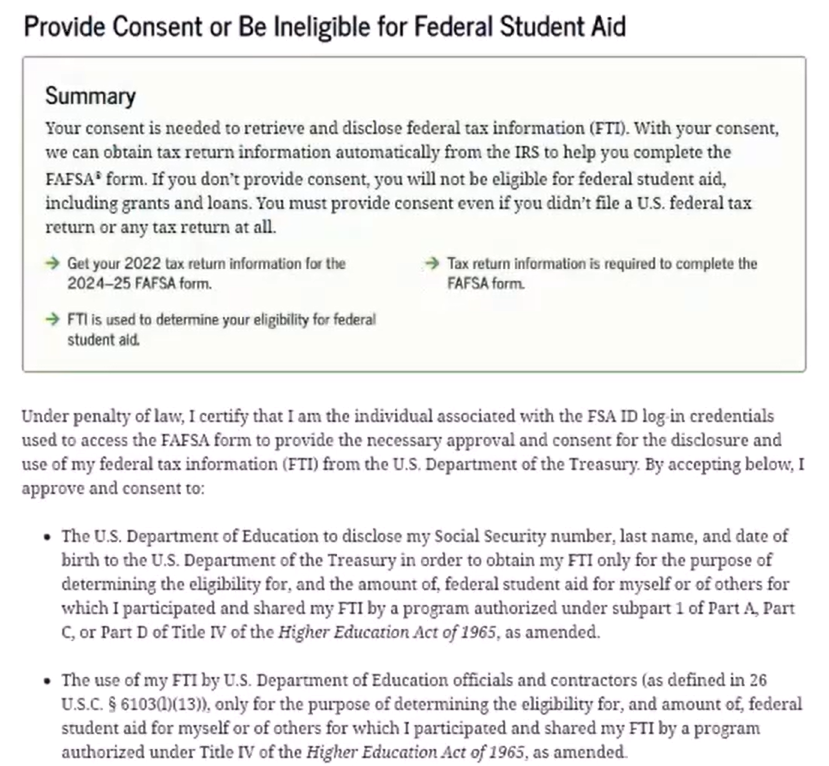 Provide Consent or Be Ineligible for Federal Student Aid
Summary
Your consent is needed to retrieve and disclose federal tax information (FTI). With your consent,
we can obtain tax return information automatically from the IRS to help you complete the
FAFSA® form. If you don't provide consent, you will not be eligible for federal student aid,
including grants and loans. You must provide consent even if you didn't file a U.S. federal tax
return or any tax return at all.
→ Get your 2022 tax return information for the
2024–25 FAFSA form.
→ FTI is used to determine your eligibility for federal
student aid.
→ Tax return information is required to complete the
FAFSA form.
Under penalty of law, I certify that I am the individual associated with the FSA ID log-in credentials
used to access the FAFSA form to provide the necessary approval and consent for the disclosure and
use of my federal tax information (FTI) from the U.S. Department of the Treasury. By accepting below, I
approve and consent to:
• The U.S. Department of Education to disclose my Social Security number, last name, and date of
birth to the U.S. Department of the Treasury in order to obtain my FTI only for the purpose of
determining the eligibility for, and the amount of, federal student aid for myself or of others for
which I participated and shared my FTI by a program authorized under subpart 1 of Part A, Part
C, or Part D of Title IV of the Higher Education Act of 1965, as amended.
• The use of my FTI by U.S. Department of Education officials and contractors (as defined in 26
U.S.C. § 6103(l)(13)), only for the purpose of determining the eligibility for, and amount of, federal
student aid for myself or of others for which I participated and shared my FTI by a program
authorized under Title IV of the Higher Education Act of 1965, as amended.